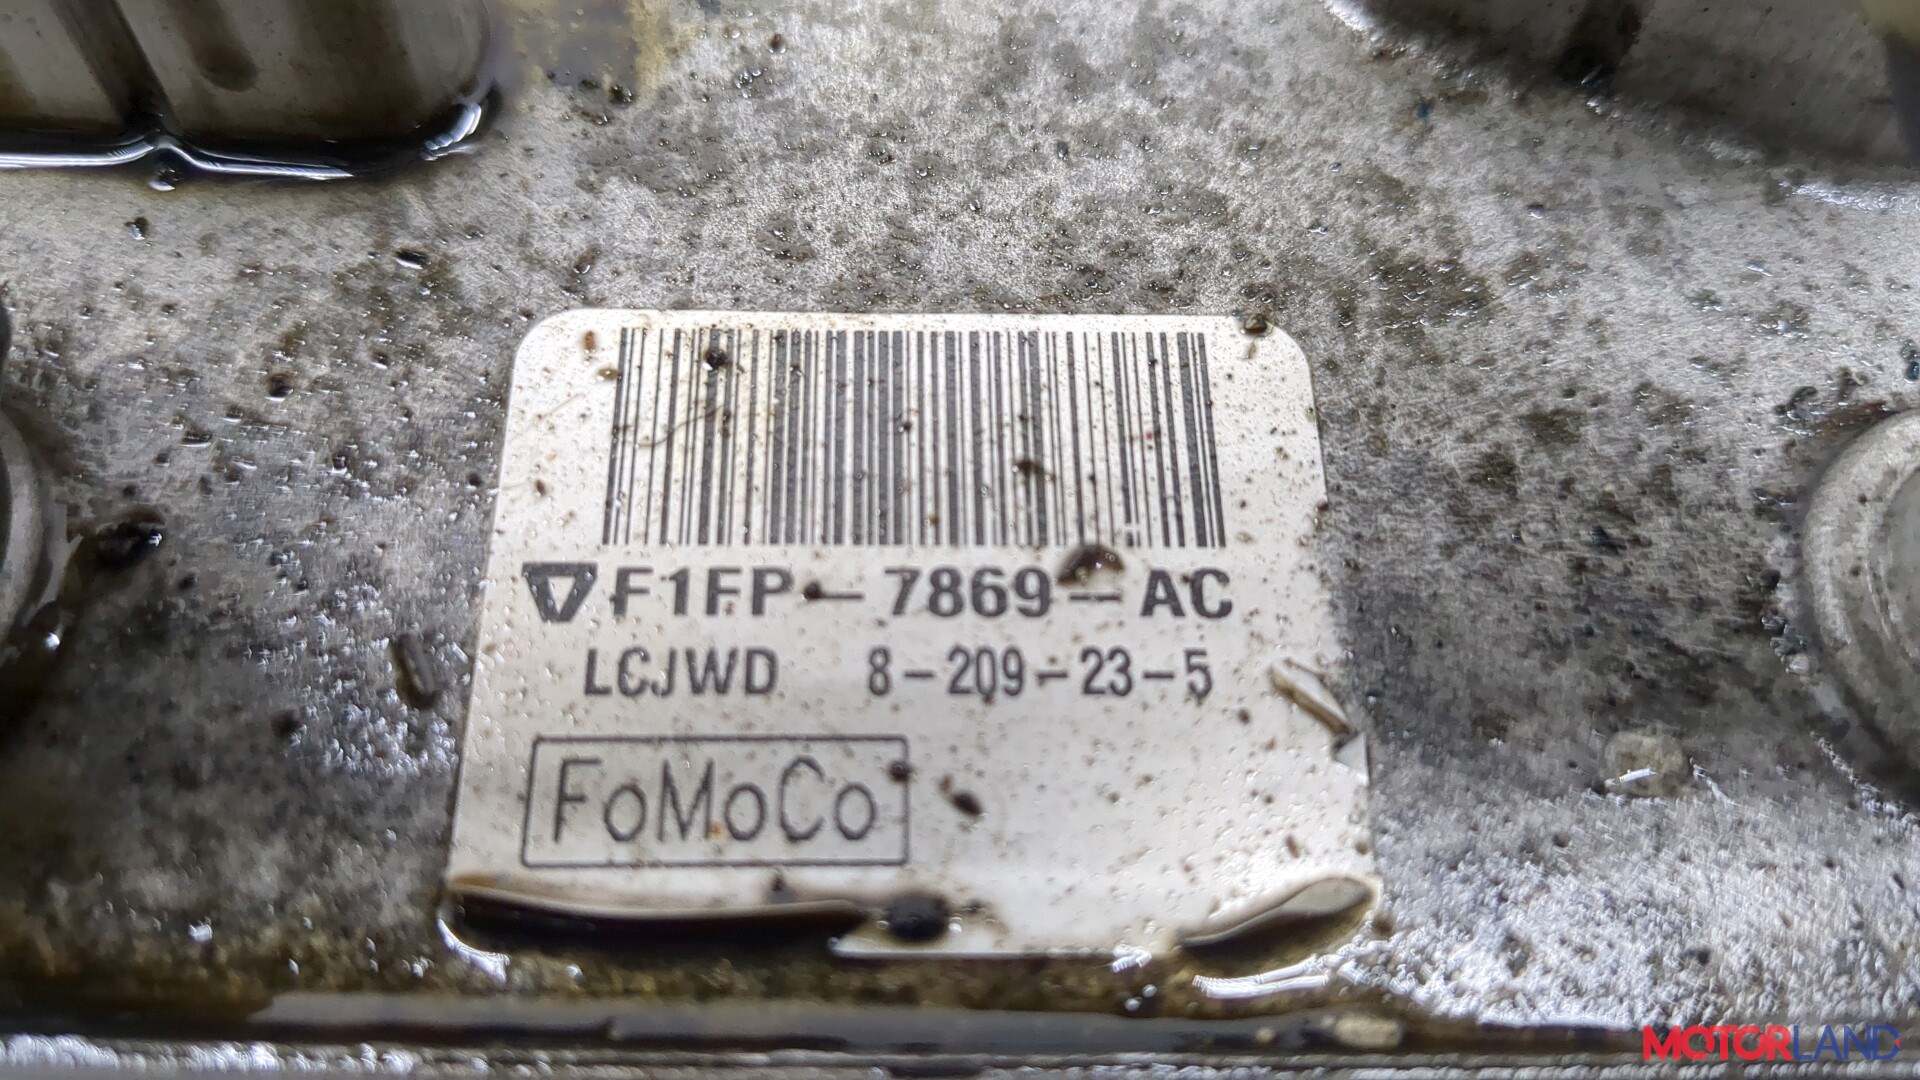 F1FP-7869-AC
LCJWD 8-209-23-5
FoMoCo
MOTORLAND